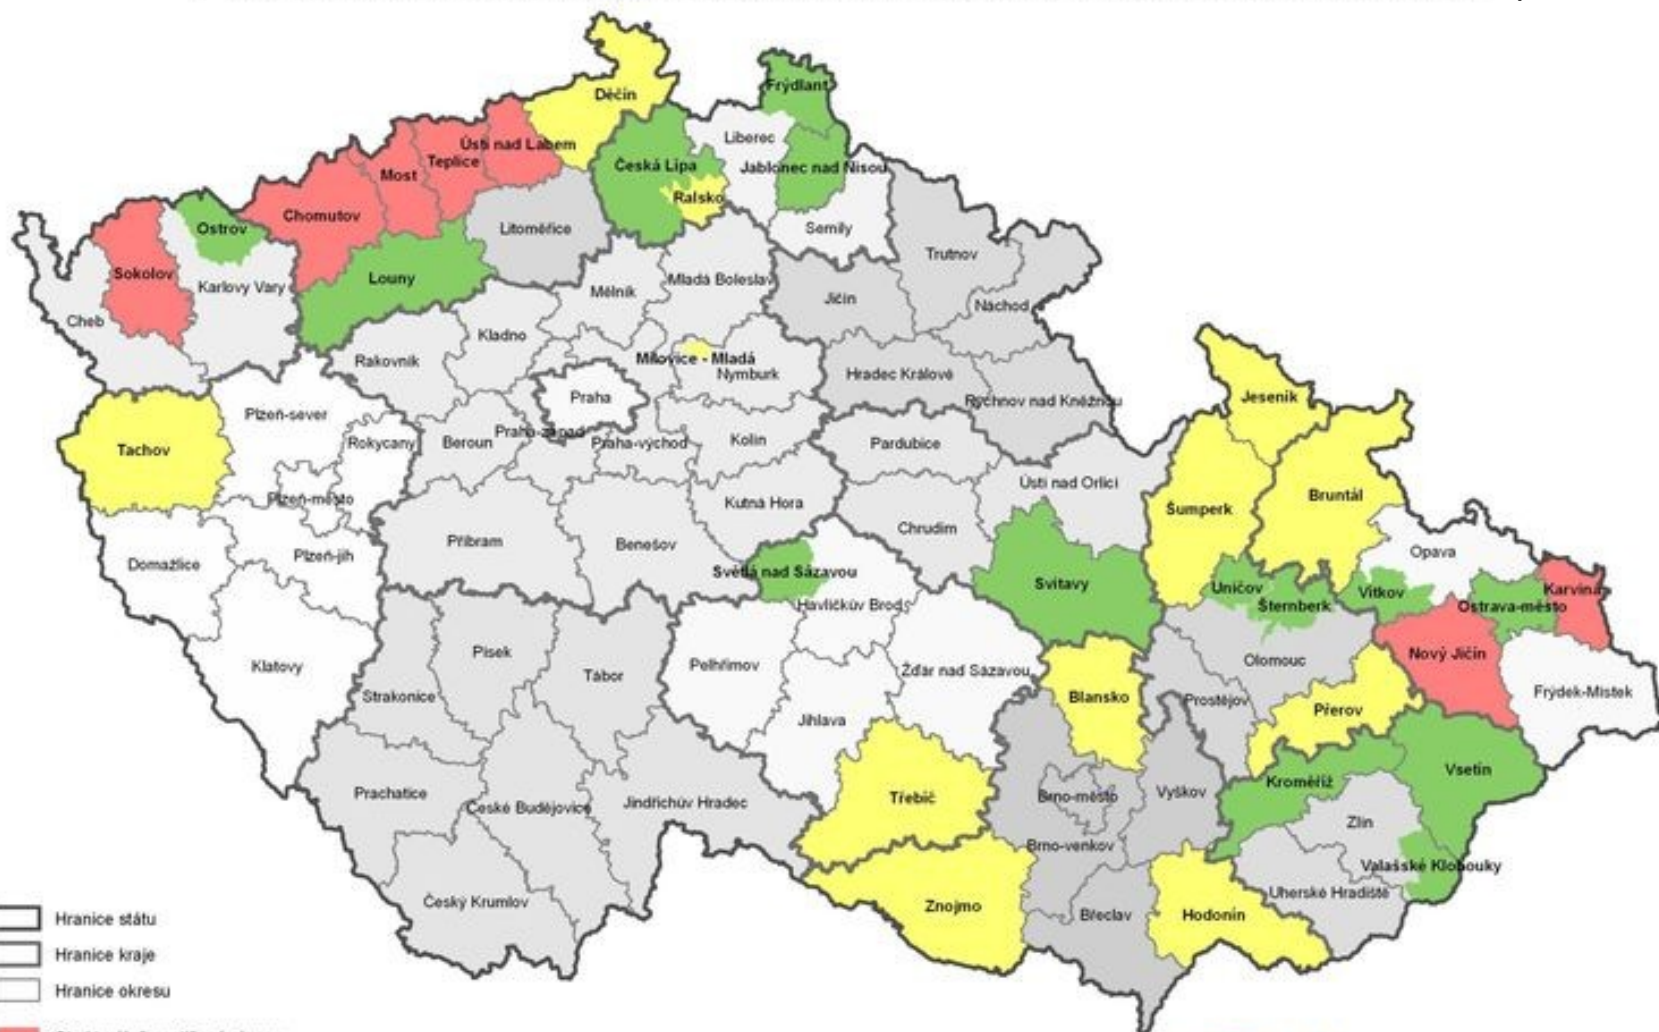 Děčín
Frýdlant
Liberec
Ústí nad Labem
Teplice
Most
Česká Lípa
Jablonec nad Nisou
Ralsko
Chomutov
Ostrov
Litoměřice
Semily
Trutnov
Sokolov
Karlovy Vary
Louny
Mělník
Mladá Boleslav
Jičín
Náchod
Cheb
Kladno
Rakovník
Milovice - Mladá
Nymburk
Hradec Králové
Rychnov nad Kněžnou
Praha
Jeseník
Plzeň-sever
Rokycany
Beroun
Praha-západ
Praha-východ
Kolín
Pardubice
Tachov
Plzeň-město
Kutná Hora
Ústí nad Orlicí
Šumperk
Bruntál
Domažlice
Plzeň-jih
Příbram
Benešov
Chrudim
Opava
Světlá nad Sázavou
Svitavy
Uničov
Šternberk
Vítkov
Ostrava-město
Karviná
Havlíčkův Brod
Klatovy
Strakonice
Písek
Tábor
Pelhřimov
Žďár nad Sázavou
Olomouc
Nový Jičín
Frýdek-Místek
Jihlava
Blansko
Prostějov
Přerov
Prachatice
České Budějovice
Jindřichův Hradec
Třebíč
Brno-město
Vyškov
Kroměříž
Vsetín
Zlín
Brno-venkov
Valašské Klobouky
Uherské Hradiště
Český Krumlov
Znojmo
Břeclav
Hodonín
Hranice státu
Hranice kraje
Hranice okresu